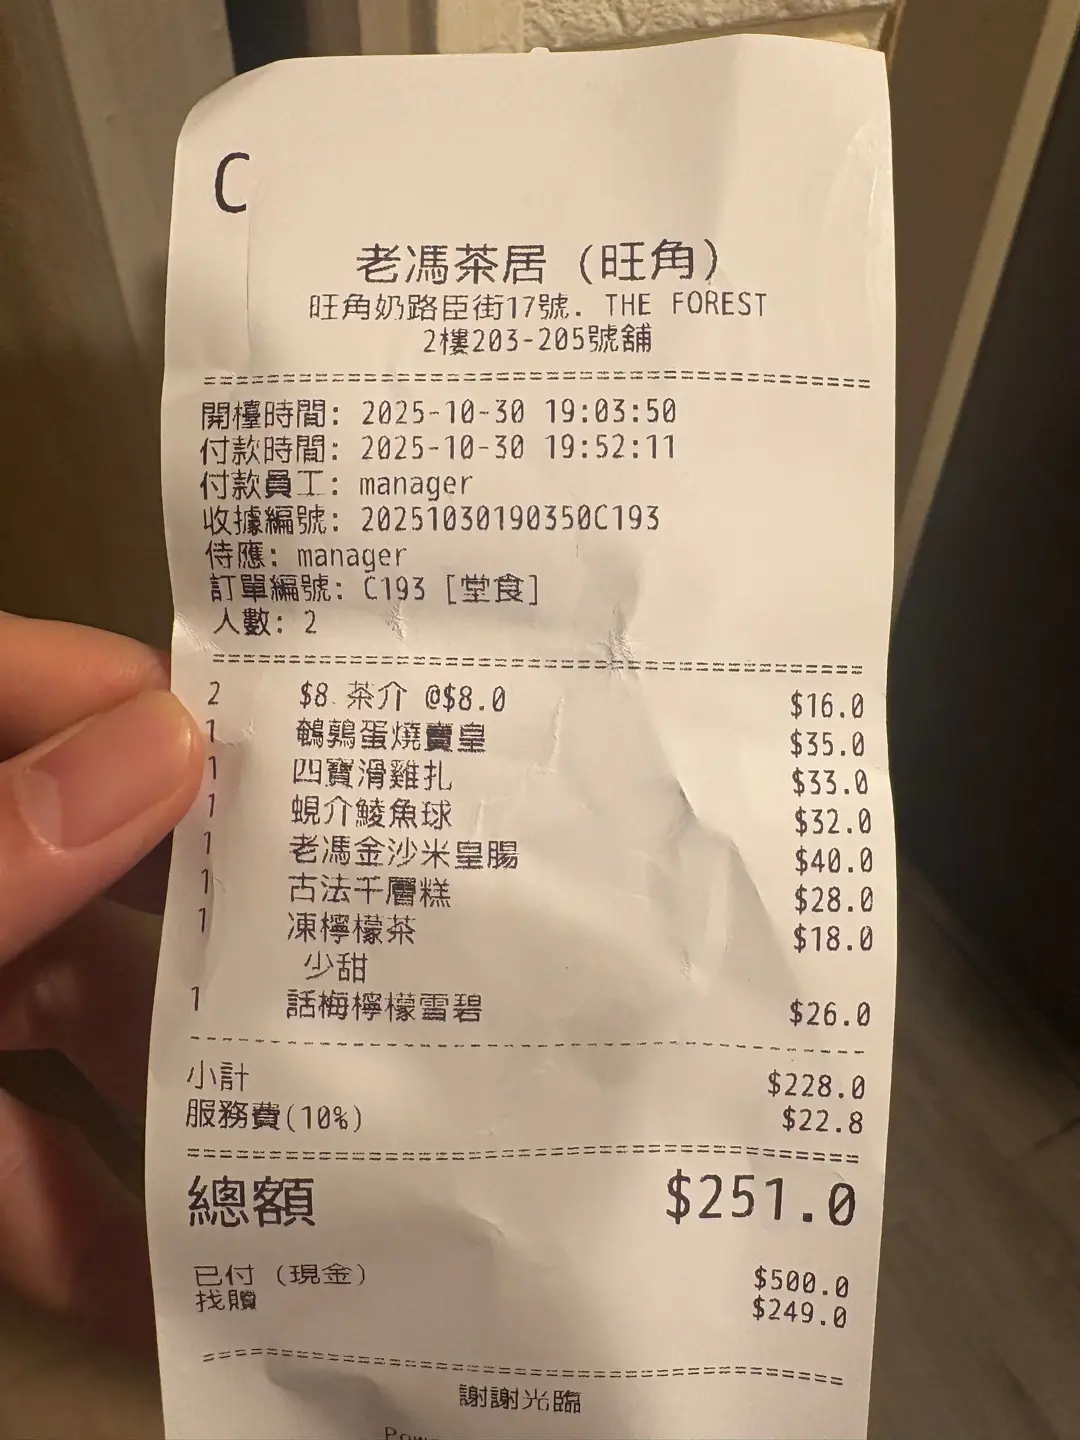 C
老馮茶居 (旺角)
旺角奶路臣街17號. THE FOREST
2樓203-205號舖
開檯時間: 2025-10-30 19:03:50
付款時間: 2025-10-30 19:52:11
付款員工: manager
收據編號: 20251030190350C193
侍應: manager
訂單編號: C193 [堂食]
人數: 2
2 $8 茶介 @$8.0 $16.0
1 鵪鶉蛋燒賣皇 $35.0
1 四寶滑雞扎 $33.0
1 蜆介鯪魚球 $32.0
1 老馮金沙米皇腸 $40.0
1 古法千層糕 $28.0
1 凍檸檬茶 $18.0
少甜
1 話梅檸檬雪碧 $26.0
小計 $228.0
服務費(10%) $22.8
總額 $251.0
已付 (現金) $500.0
找贖 $249.0
謝謝光臨